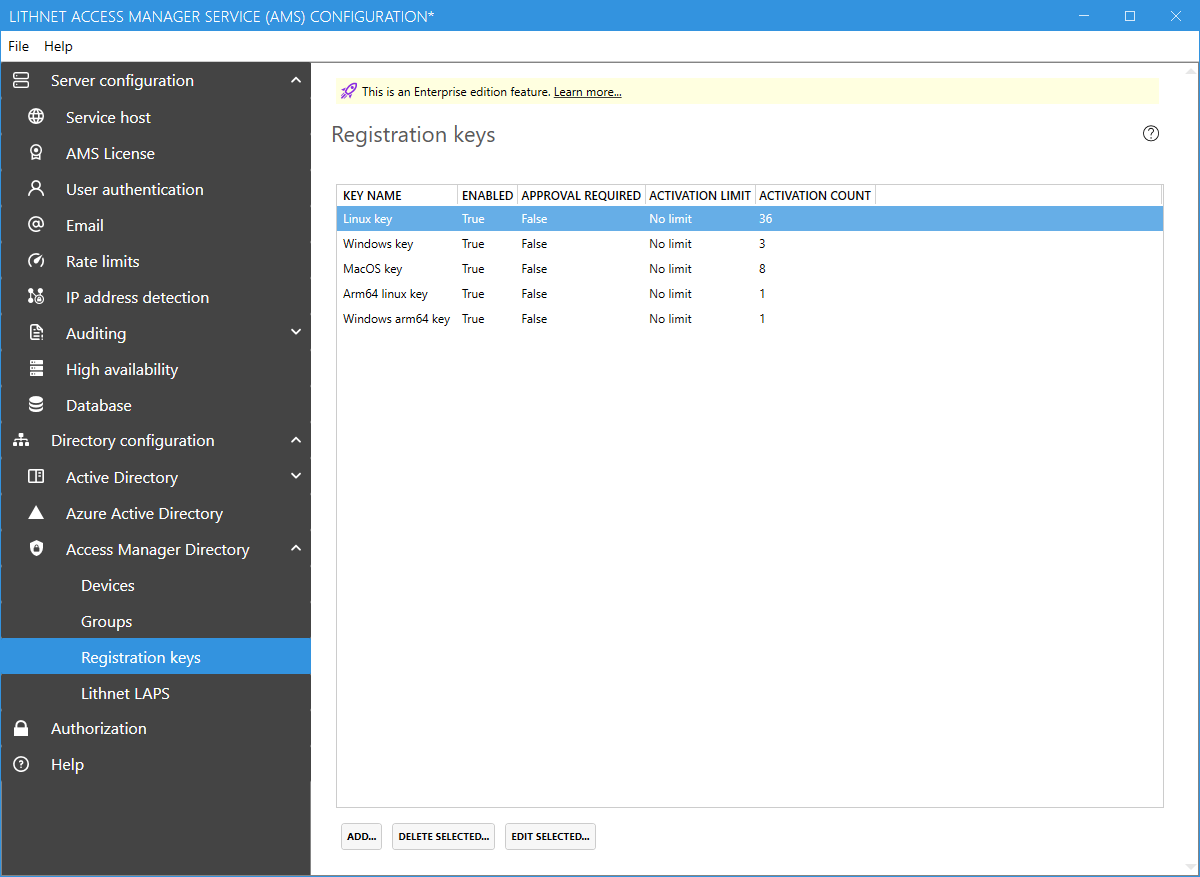 LITHNET ACCESS MANAGER SERVICE (AMS) CONFIGURATION*
File Help
Server configuration
Service host
AMS License
User authentication
Email
Rate limits
IP address detection
Auditing
High availability
Database
Directory configuration
Active Directory
Azure Active Directory
Access Manager Directory
Devices
Groups
Registration keys
Lithnet LAPS
Authorization
Help
This is an Enterprise edition feature. Learn more...
Registration keys
KEY NAME ENABLED APPROVAL REQUIRED ACTIVATION LIMIT ACTIVATION COUNT
Linux key True False No limit 36
Windows key True False No limit 3
MacOS key True False No limit 8
Arm64 linux key True False No limit 1
Windows arm64 key True False No limit 1
ADD... DELETE SELECTED... EDIT SELECTED...